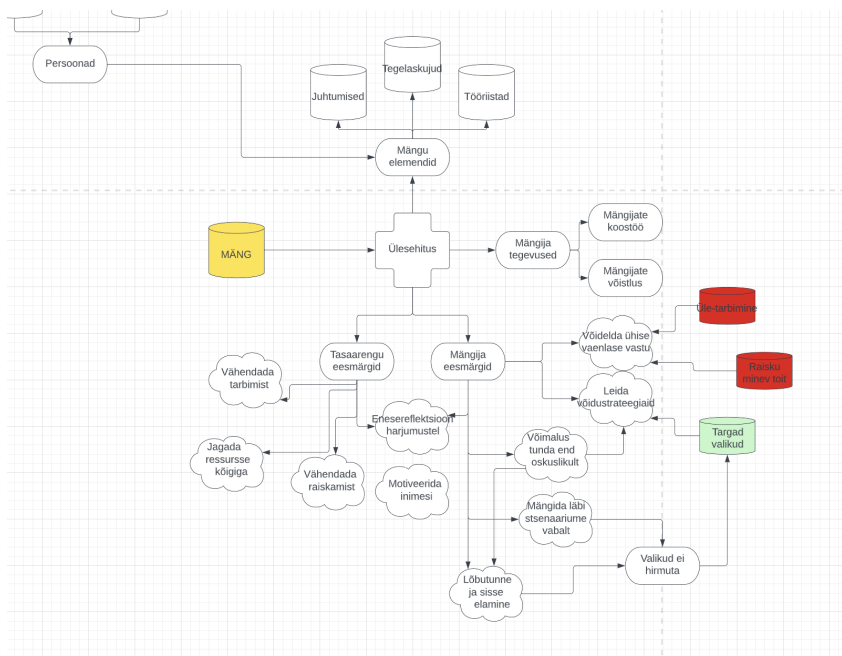 Persoonad
Tegelaskujud
Juhtumised
Tööriistad
Mängu
elemendid
MÄNG
Ülesehitus
Mängija
tegevused
Mängijate
koostöö
Mängijate
võistlus
Üle-tarbimine
Võidelda ühise
vaenlase vastu
Raisku
minev toit
Tasaarengu
eesmärgid
Mängija
eesmärgid
Vähendada
tarbimist
Leida
võidustrateegiaid
Enesereflektsioon
harjumustel
Targad
valikud
Võimalus
tunda end
oskuslikult
Jagada
ressursse
kõigiga
Vähendada
raiskamist
Motiveerida
inimesi
Mängida läbi
stsenaariume
vabalt
Valikud ei
hirmuta
Lõbutunne
ja sisse
elamine